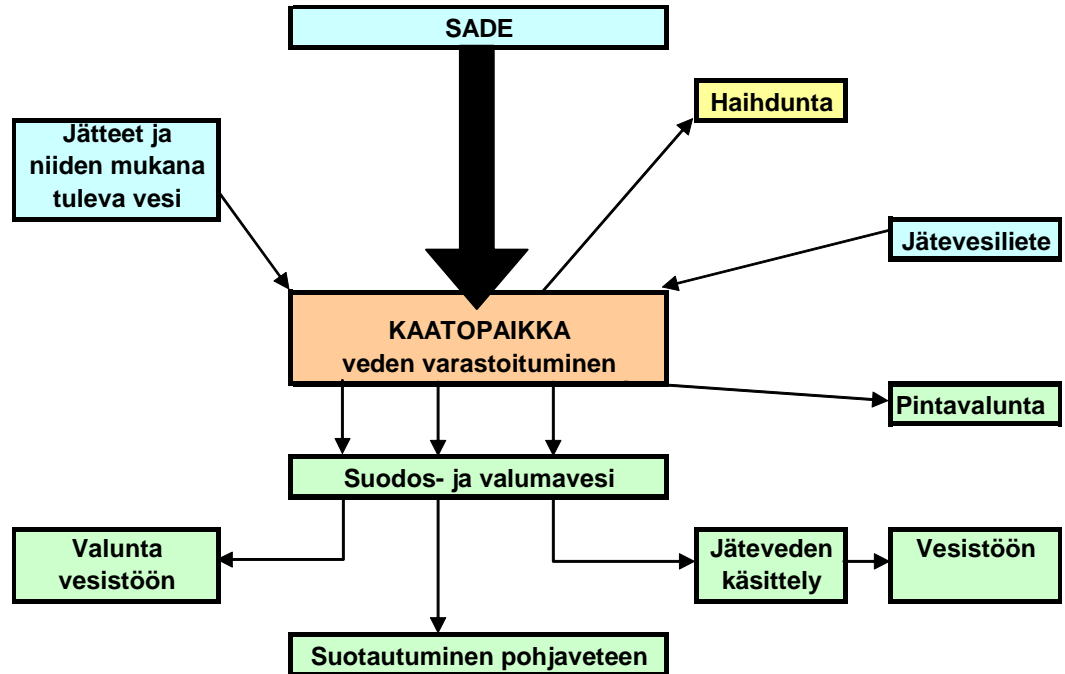 SADE
Haihdunta
Jätteet ja
niiden mukana
tuleva vesi
Jätevesiliete
KAATOPAIKKA
veden varastoituminen
Pintavalunta
Suodos- ja valumavesi
Valunta
vesistöön
Jäteveden
käsittely
Vesistöön
Suotautuminen pohjaveteen